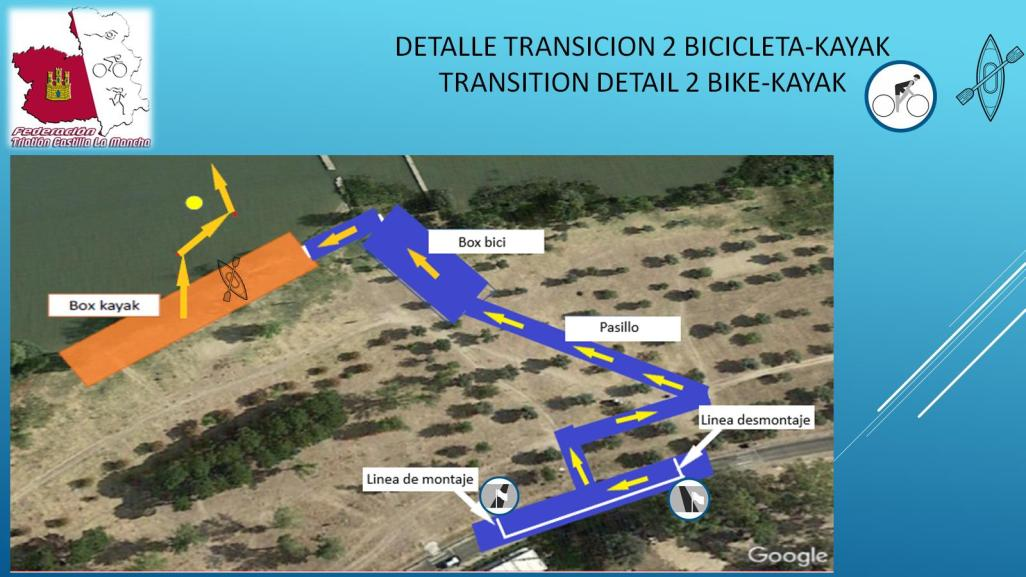 DETALLE TRANSICION 2 BICICLETA-KAYAK
TRANSITION DETAIL 2 BIKE-KAYAK
Federación
Triatlón Castilla La Mancha
Box bici
Box kayak
Pasillo
Linea desmontaje
Linea de montaje
Google